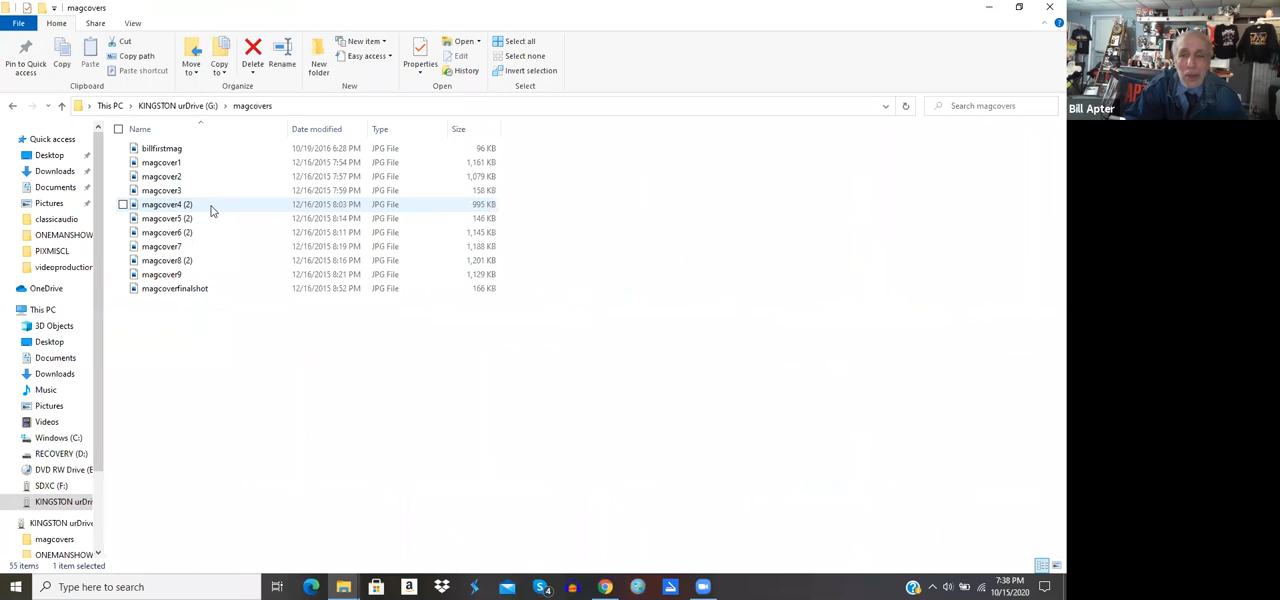 magcovers
File Home Share View
Pin to Quick access
Copy
Paste
Cut
Copy path
Paste shortcut
Clipboard
Move to
Copy to
Delete
Rename
Organize
New folder
New item
Easy access
New
Properties
Open
Edit
History
Open
Select all
Select none
Invert selection
Select
This PC > KINGSTON urDrive (G:) > magcovers
Search magcovers
Name Date modified Type Size
billfirstmag 10/19/2016 6:28 PM JPG File 96 KB
magcover1 12/16/2015 7:54 PM JPG File 1,161 KB
magcover2 12/16/2015 7:57 PM JPG File 1,079 KB
magcover3 12/16/2015 7:59 PM JPG File 158 KB
magcover4 (2) 12/16/2015 8:03 PM JPG File 995 KB
magcover5 (2) 12/16/2015 8:14 PM JPG File 146 KB
magcover6 (2) 12/16/2015 8:11 PM JPG File 1,145 KB
magcover7 12/16/2015 8:19 PM JPG File 1,188 KB
magcover8 (2) 12/16/2015 8:16 PM JPG File 1,201 KB
magcover9 12/16/2015 8:21 PM JPG File 1,129 KB
magcoverfinalshot 12/16/2015 8:52 PM JPG File 166 KB
Quick access
Desktop
Downloads
Documents
Pictures
classicaudio
ONEMANSHOW
PIXMISCL
videoproduction
OneDrive
This PC
3D Objects
Desktop
Documents
Downloads
Music
Pictures
Videos
Windows (C:)
RECOVERY (D:)
DVD RW Drive (E
SDXC (F:)
KINGSTON urDri
KINGSTON urDrive
magcovers
ONEMANSHOW
55 items 1 item selected
Type here to search
4
7:38 PM
10/15/2020
Bill Apter